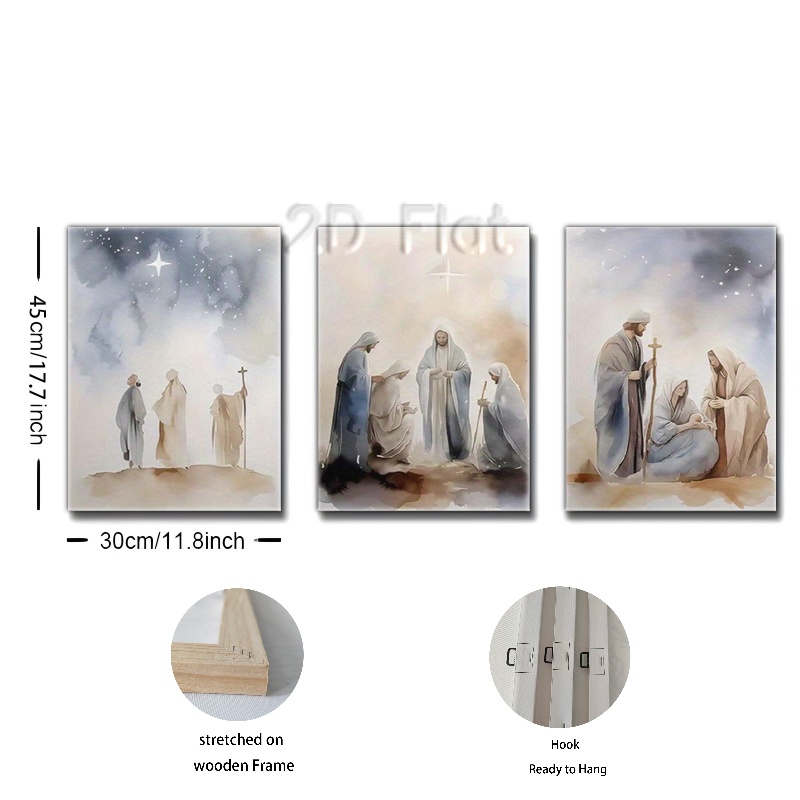 2D Flat
45cm/17.7inch
30cm/11.8inch
stretched on
wooden Frame
Hook
Ready to Hang